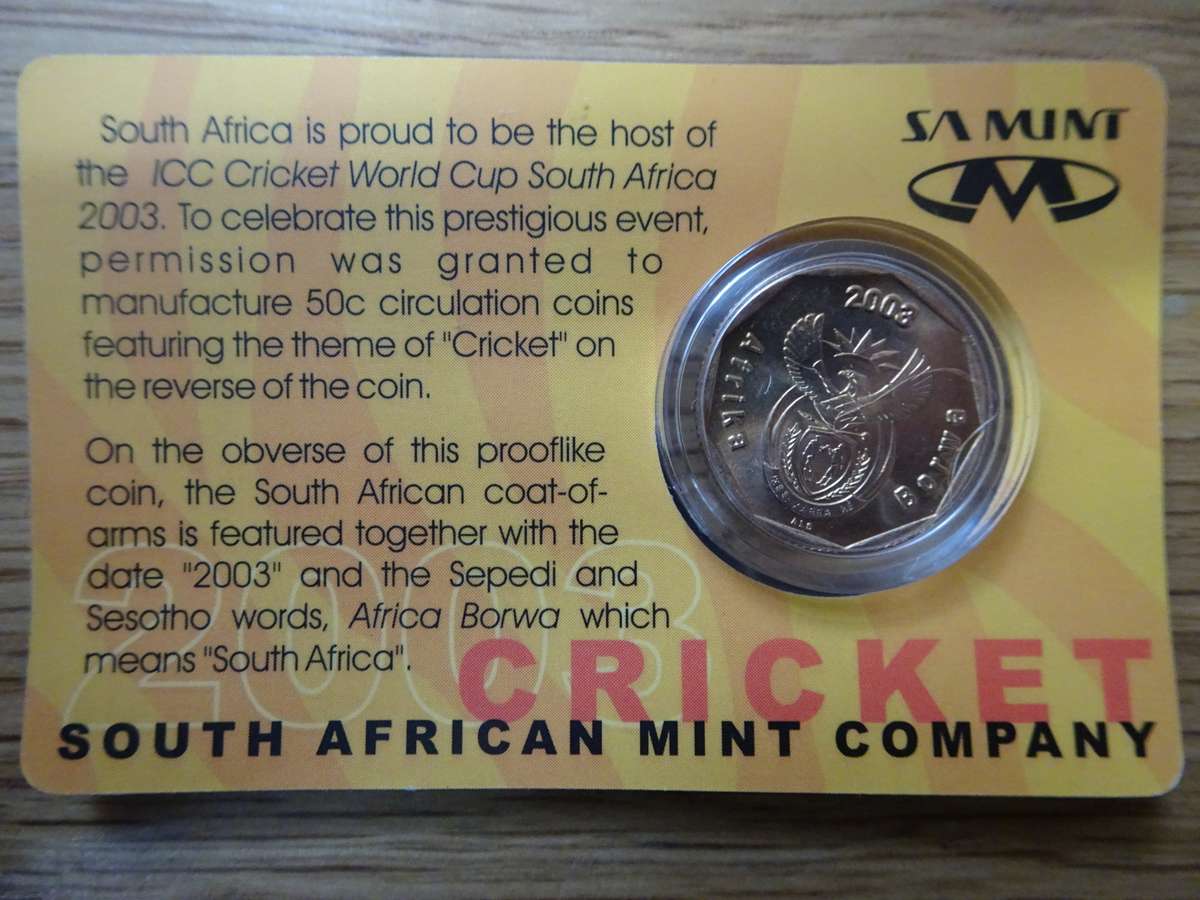 South Africa is proud to be the host of
the ICC Cricket World Cup South Africa
2003. To celebrate this prestigious event,
permission was granted to
manufacture 50c circulation coins
featuring the theme of "Cricket" on
the reverse of the coin.
On the obverse of this prooflike
coin, the South African coat-of-
arms is featured together with the
date "2003" and the Sepedi and
Sesotho words, Africa Borwa which
means "South Africa".
SA MINT
2003
Afrika
Borwa
ALS
2003
CRICKET
SOUTH AFRICAN MINT COMPANY